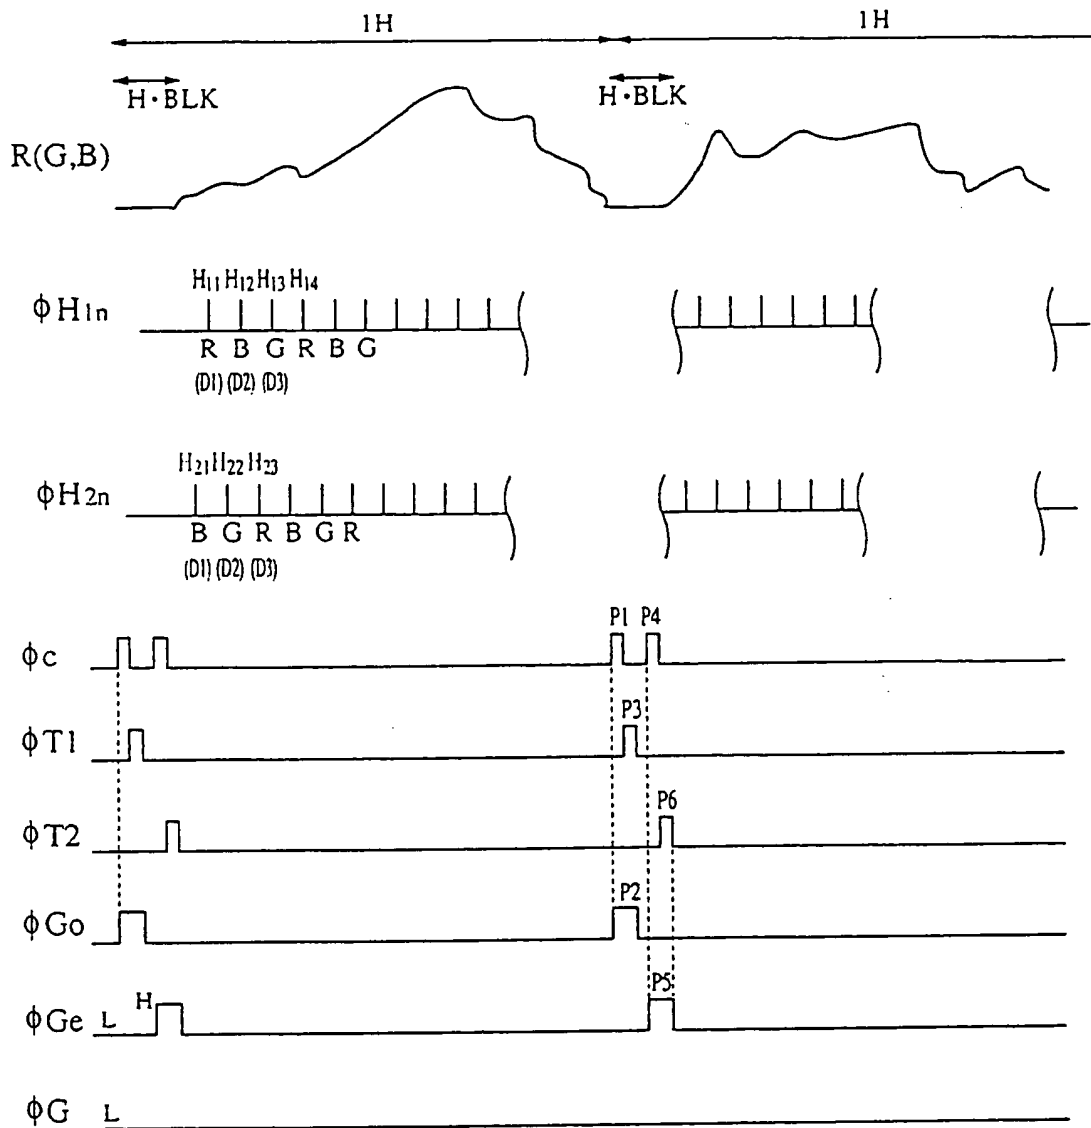 1H 1H
H·BLK H·BLK
R(G,B)
H11 H12 H13 H14
φH1n
R B G R B G
(D1) (D2) (D3)
H21 H22 H23
φH2n
B G R B G R
(D1) (D2) (D3)
P1 P4
φc
P3
φT1
P6
φT2
P2
φGo
H P5
φGe L
φG L